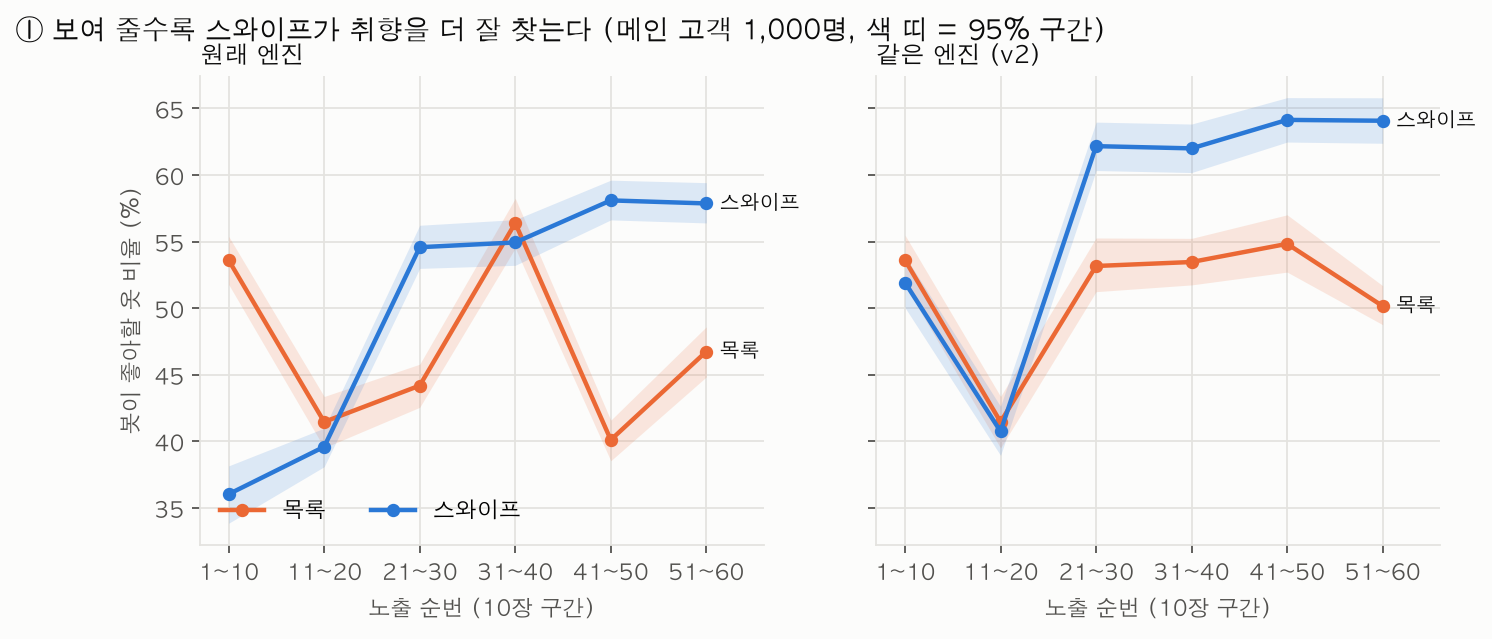 ① 보여 줄수록 스와이프가 취향을 더 잘 찾는다 (메인 고객 1,000명, 색 띠 = 95% 구간)
원래 엔진
같은 엔진 (v2)
봇이 좋아할 옷 비율 (%)
65
60
55
50
45
40
35
스와이프
목록
스와이프
목록
목록
스와이프
1~10
11~20
21~30
31~40
41~50
51~60
1~10
11~20
21~30
31~40
41~50
51~60
노출 순번 (10장 구간)
노출 순번 (10장 구간)